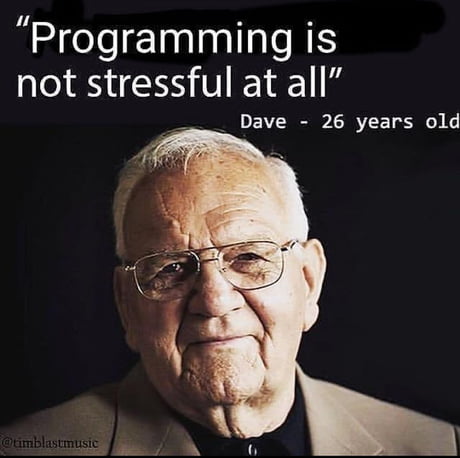 “Programming is
not stressful at all”
Dave - 26 years old
@timblastmusic